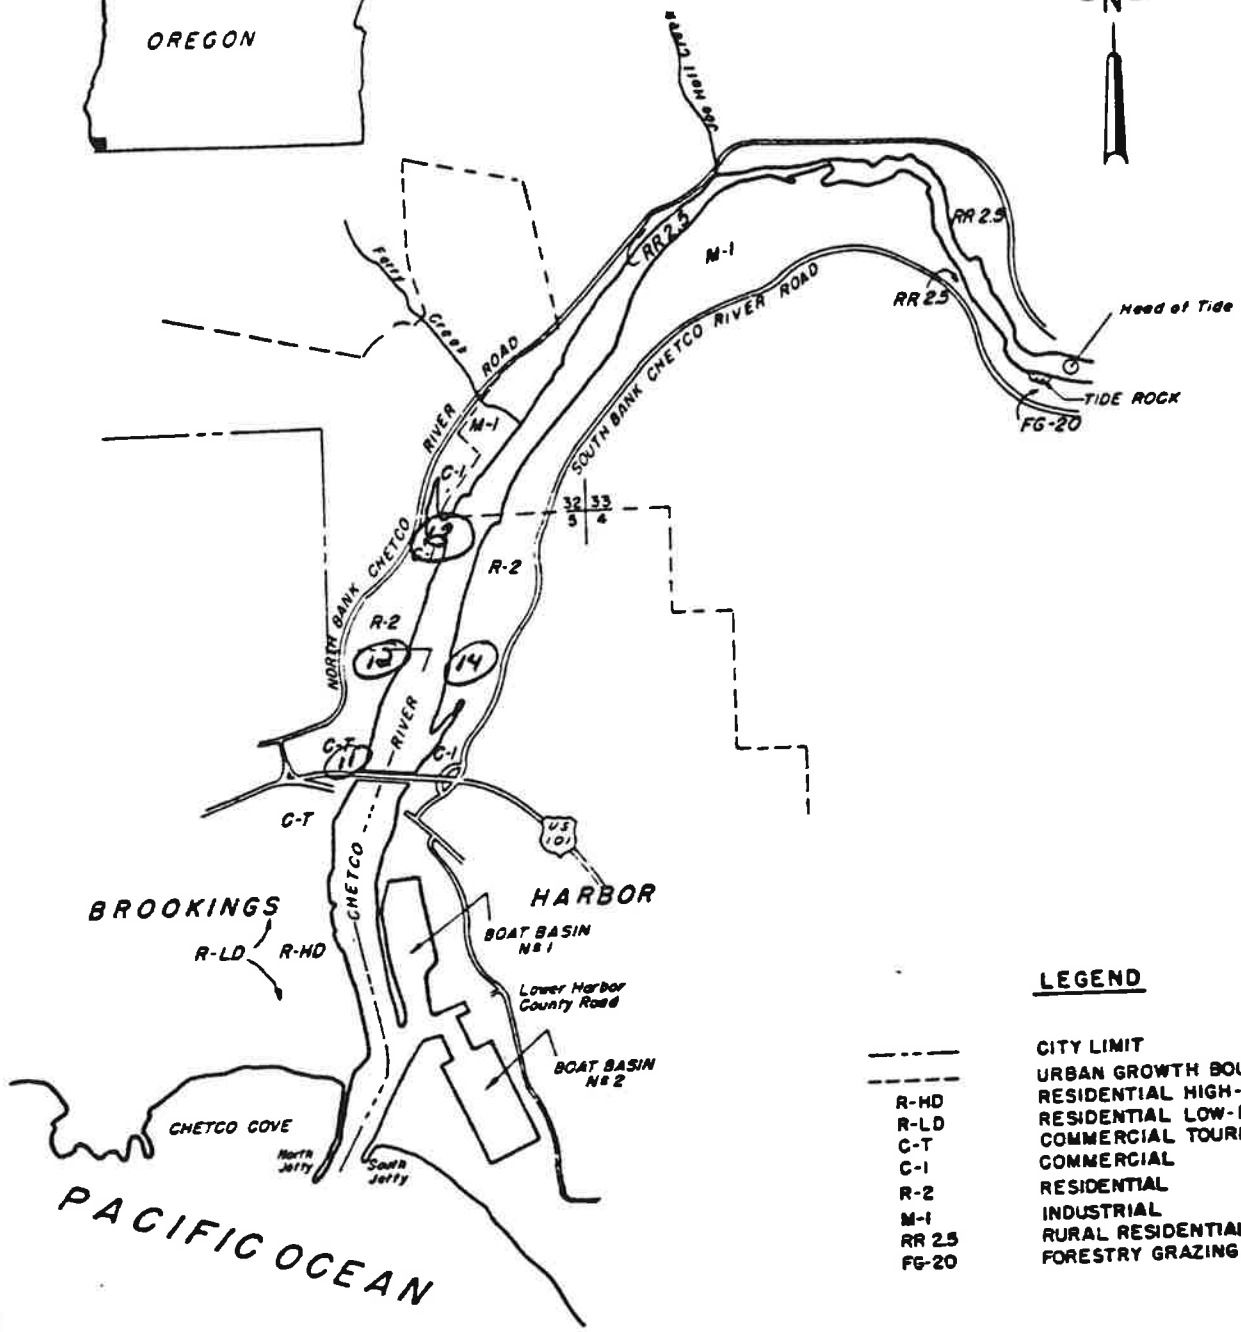 OREGON
N
Joe Hall Creek
Ferry Creek
RR 2.5
M-1
RR 2.5
RR 2.5
Head of Tide
TIDE ROCK
FG-20
SOUTH BANK CHETCO RIVER ROAD
NORTH BANK CHETCO RIVER ROAD
M-1
C-1
32 33
5 4
R-2
R-2
12
14
C-T
11
C-1
CHETCO RIVER
C-T
US
101
BROOKINGS
HARBOR
R-LD
R-HD
BOAT BASIN
Nº 1
Lower Harbor
County Road
BOAT BASIN
Nº 2
CHETCO COVE
North
Jetty
South
Jetty
PACIFIC OCEAN
LEGEND
CITY LIMIT
URBAN GROWTH BOU
R-HD RESIDENTIAL HIGH-
R-LD RESIDENTIAL LOW-
C-T COMMERCIAL TOURI
C-1 COMMERCIAL
R-2 RESIDENTIAL
M-1 INDUSTRIAL
RR 2.5 RURAL RESIDENTIAL
FG-20 FORESTRY GRAZING